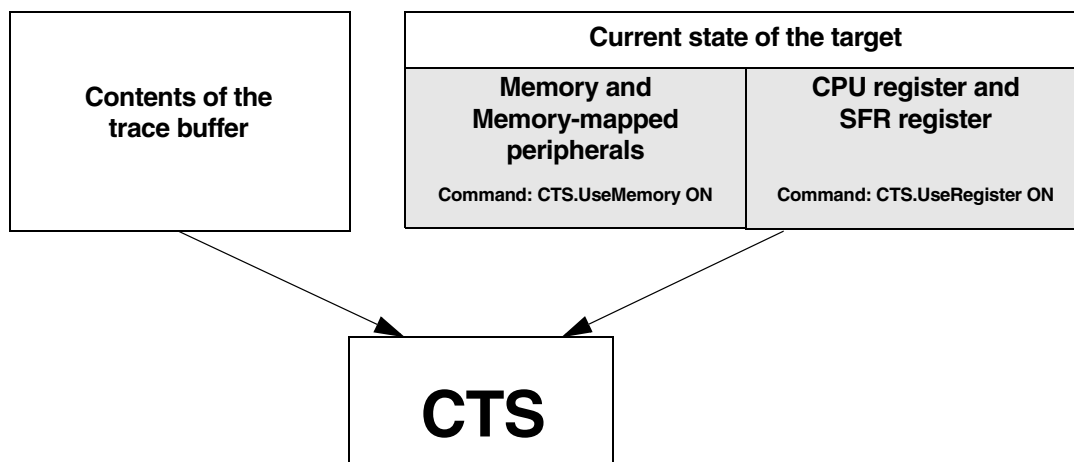 Contents of the
trace buffer
Current state of the target
Memory and
Memory-mapped
peripherals
Command: CTS.UseMemory ON
CPU register and
SFR register
Command: CTS.UseRegister ON
CTS